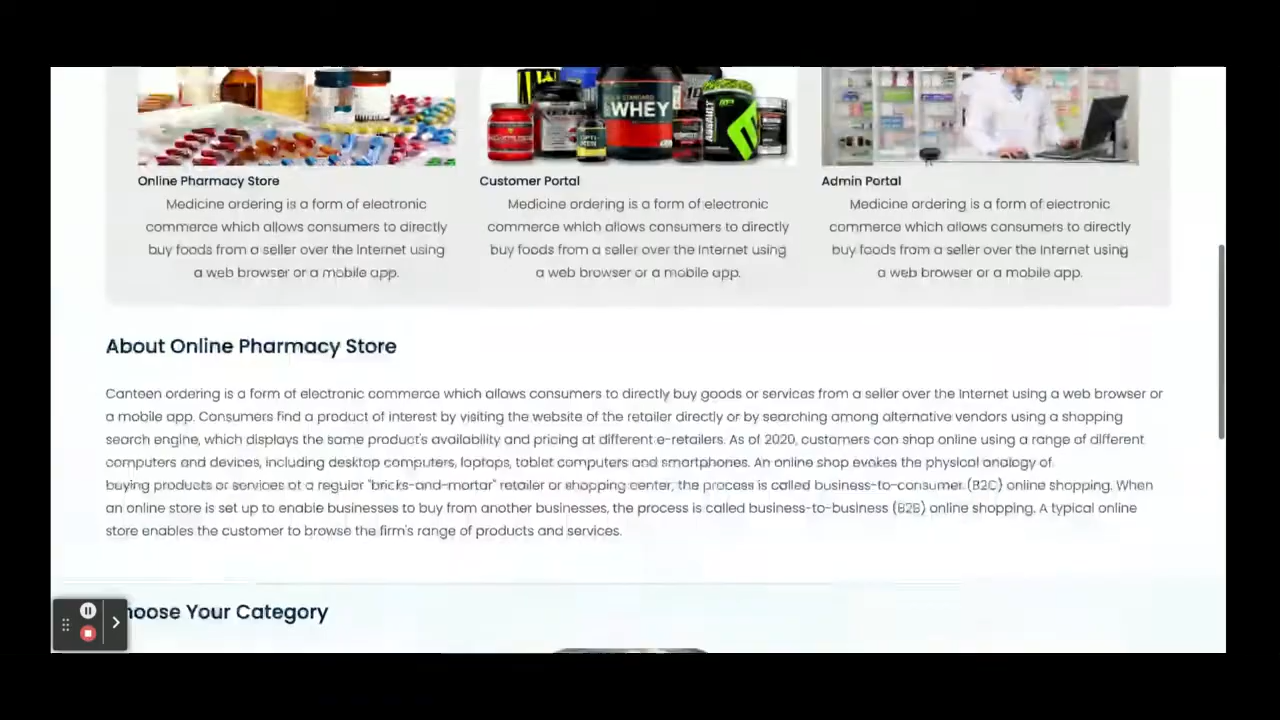 WHEY
Online Pharmacy Store
Medicine ordering is a form of electronic
commerce which allows consumers to directly
buy foods from a seller over the Internet using
a web browser or a mobile app.
Customer Portal
Medicine ordering is a form of electronic
commerce which allows consumers to directly
buy foods from a seller over the Internet using
a web browser or a mobile app.
Admin Portal
Medicine ordering is a form of electronic
commerce which allows consumers to directly
buy foods from a seller over the Internet using
a web browser or a mobile app.
About Online Pharmacy Store
Canteen ordering is a form of electronic commerce which allows consumers to directly buy goods or services from a seller over the Internet using a web browser or
a mobile app. Consumers find a product of interest by visiting the website of the retailer directly or by searching among alternative vendors using a shopping
search engine, which displays the same product's availability and pricing at different e-retailers. As of 2020, customers can shop online using a range of different
computers and devices, including desktop computers, laptops, tablet computers and smartphones. An online shop evokes the physical analogy of
buying products or services at a regular "bricks-and-mortar" retailer or shopping center; the process is called business-to-consumer (B2C) online shopping. When
an online store is set up to enable businesses to buy from another businesses, the process is called business-to-business (B2B) online shopping. A typical online
store enables the customer to browse the firm's range of products and services.
hoose Your Category